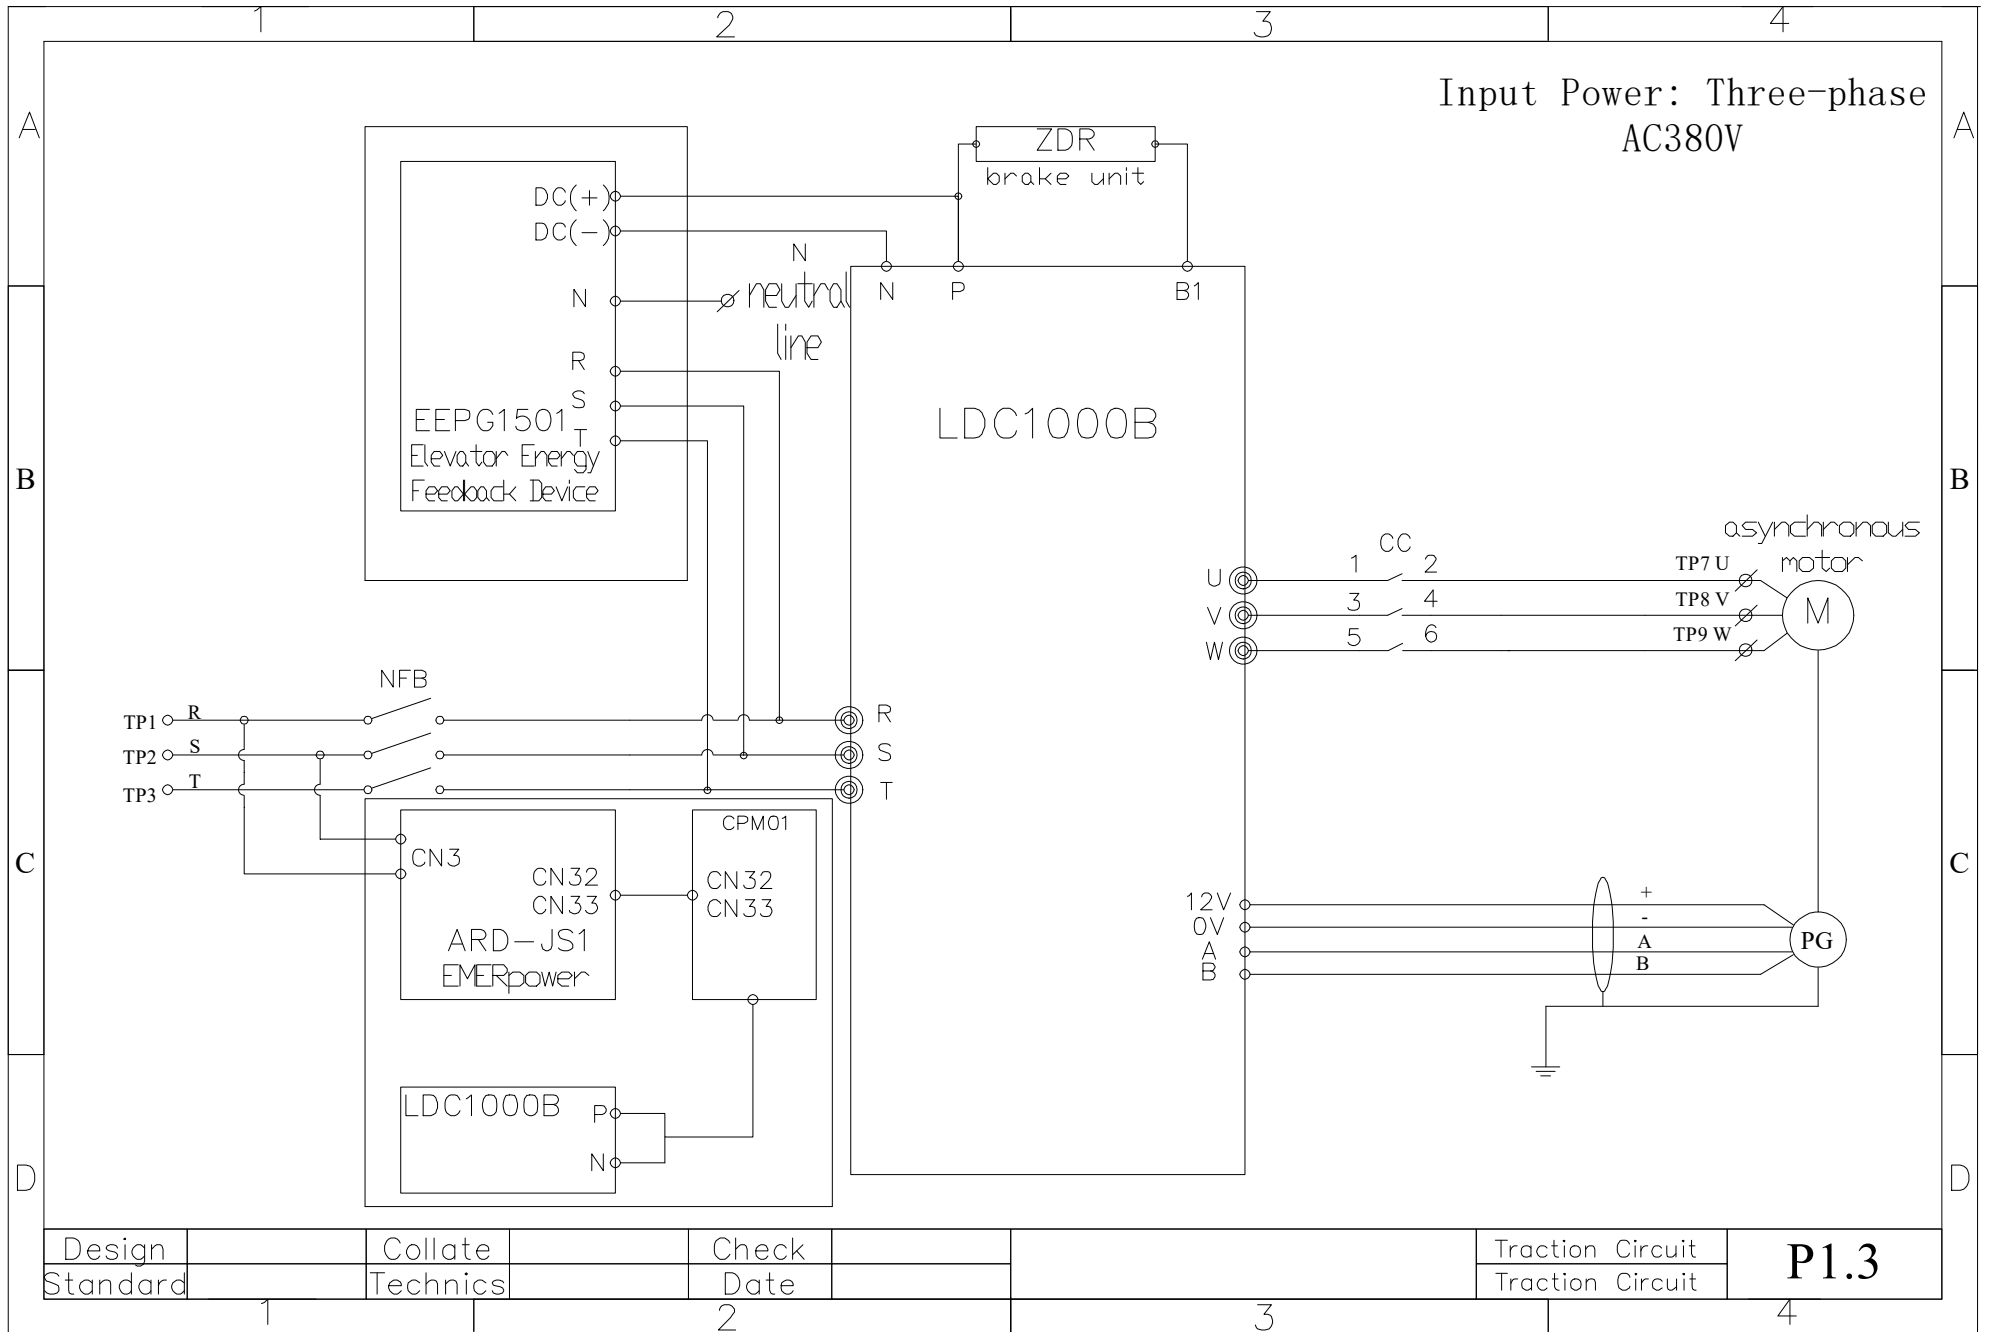 1 2 3 4
A A
Input Power: Three-phase
AC380V
ZDR
brake unit
DC(+)
DC(-)
N
N
neutral
line
N P B1
R
S
T
EEPG1501
Elevator Energy
Feedback Device
LDC1000B
B B
asynchronous
motor
CC
U 1 2 TP7 U
V 3 4 TP8 V
W 5 6 TP9 W
M
NFB
TP1 R R
TP2 S S
TP3 T T
C C
CPM01
CN3
CN32
CN33
CN32
CN33
ARD-JS1
EMERpower
12V +
0V -
A A
B B
PG
LDC1000B
P
N
D D
Design Collate Check Traction Circuit
Standard Technics Date Traction Circuit
P1.3
1 2 3 4